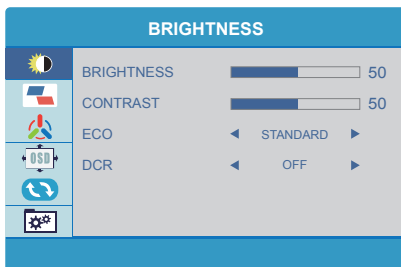 BRIGHTNESS
BRIGHTNESS 50
CONTRAST 50
ECO STANDARD
OSD
DCR OFF